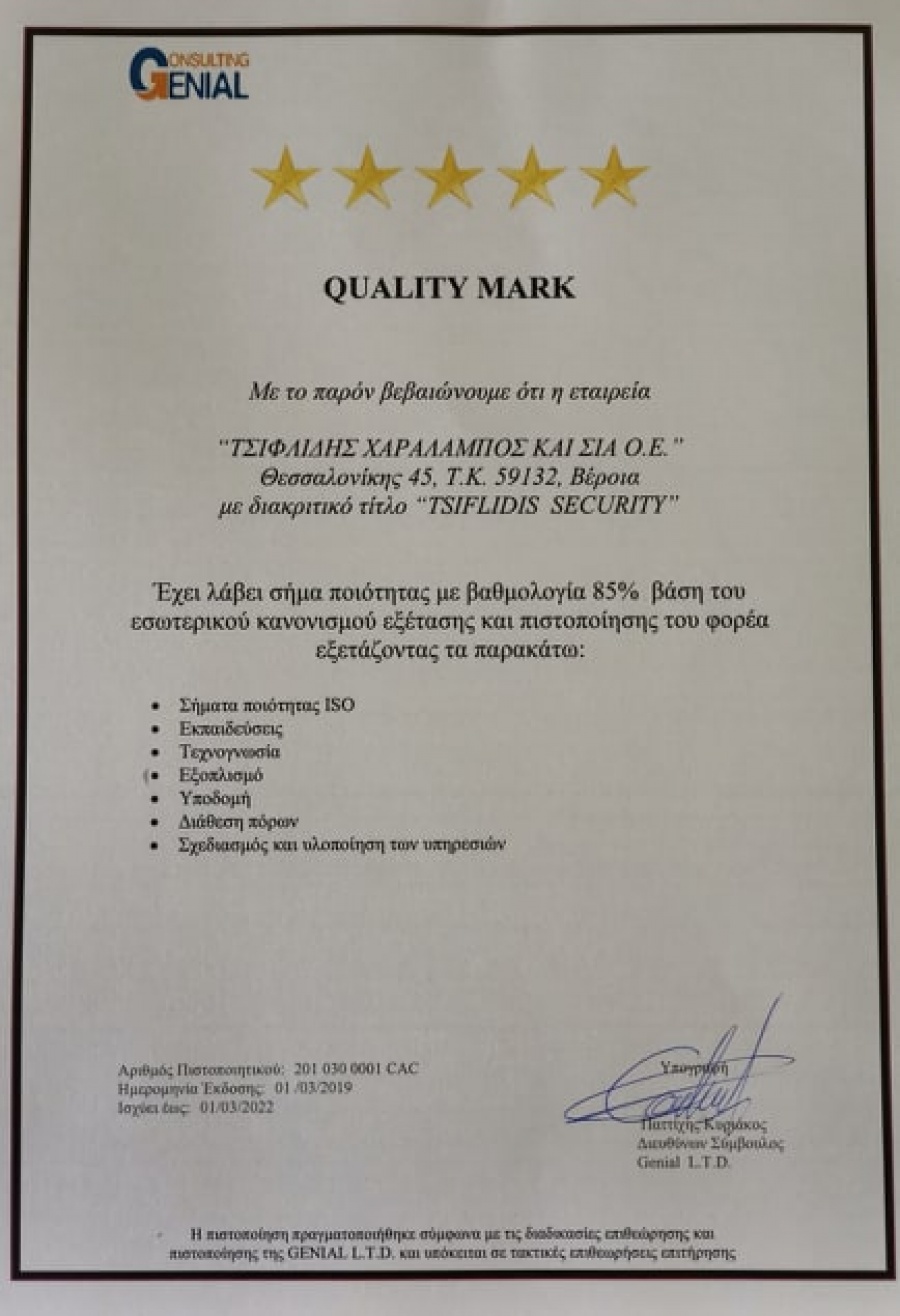 CONSULTING
GENIAL
QUALITY MARK
Με το παρόν βεβαιώνουμε ότι η εταιρεία
“ΤΣΙΦΛΙΔΗΣ ΧΑΡΑΛΑΜΠΟΣ ΚΑΙ ΣΙΑ Ο.Ε.”
Θεσσαλονίκης 45, Τ.Κ. 59132, Βέροια
με διακριτικό τίτλο “TSIFLIDIS SECURITY”
Έχει λάβει σήμα ποιότητας με βαθμολογία 85% βάση του
εσωτερικού κανονισμού εξέτασης και πιστοποίησης του φορέα
εξετάζοντας τα παρακάτω:
• Σήματα ποιότητας ISO
• Εκπαιδεύσεις
• Τεχνογνωσία
• Εξοπλισμό
• Υποδομή
• Διάθεση πόρων
• Σχεδιασμός και υλοποίηση των υπηρεσιών
Αριθμός Πιστοποιητικού: 201 030 0001 CAC
Ημερομηνία Έκδοσης: 01 /03/2019
Ισχύει έως: 01/03/2022
Υπογραφή
Παττίχης Κυριάκος
Διευθύνων Σύμβουλος
Genial L.T.D.
Η πιστοποίηση πραγματοποιήθηκε σύμφωνα με τις διαδικασίες επιθεώρησης και
πιστοποίησης της GENIAL L.T.D. και υπόκειται σε τακτικές επιθεωρήσεις επιτήρησης